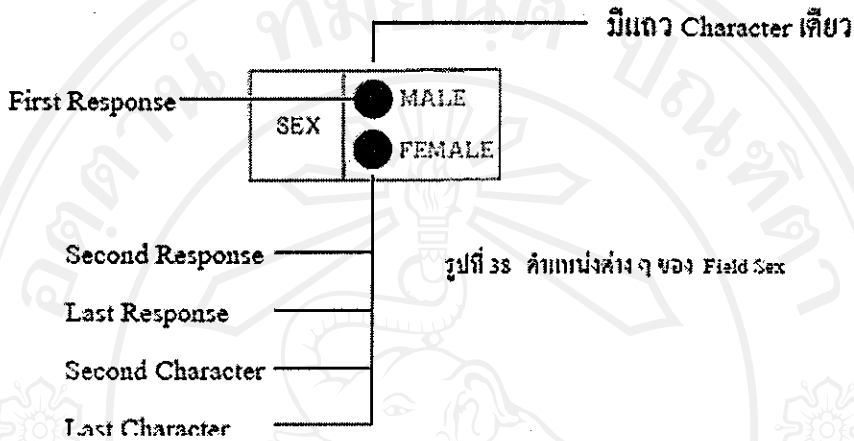 มีแถว Character เดียว
First Response
SEX
MALE
FEMALE
Second Response
รูปที่ 38 ตำแหน่งต่าง ๆ ของ Field Sex
Last Response
Second Character
Last Character